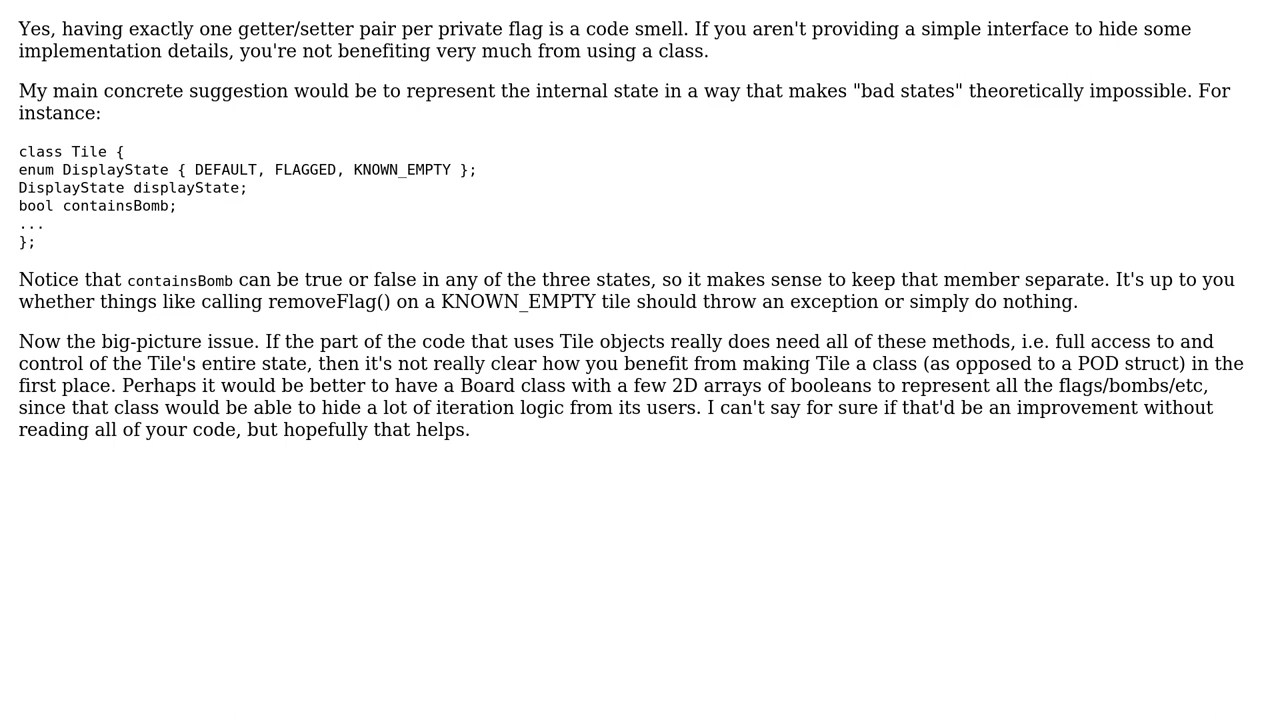 Yes, having exactly one getter/setter pair per private flag is a code smell. If you aren't providing a simple interface to hide some
implementation details, you're not benefiting very much from using a class.
My main concrete suggestion would be to represent the internal state in a way that makes "bad states" theoretically impossible. For
instance:
class Tile {
enum DisplayState { DEFAULT, FLAGGED, KNOWN_EMPTY };
DisplayState displayState;
bool containsBomb;
...
};
Notice that containsBomb can be true or false in any of the three states, so it makes sense to keep that member separate. It's up to you
whether things like calling removeFlag() on a KNOWN_EMPTY tile should throw an exception or simply do nothing.
Now the big-picture issue. If the part of the code that uses Tile objects really does need all of these methods, i.e. full access to and
control of the Tile's entire state, then it's not really clear how you benefit from making Tile a class (as opposed to a POD struct) in the
first place. Perhaps it would be better to have a Board class with a few 2D arrays of booleans to represent all the flags/bombs/etc,
since that class would be able to hide a lot of iteration logic from its users. I can't say for sure if that'd be an improvement without
reading all of your code, but hopefully that helps.